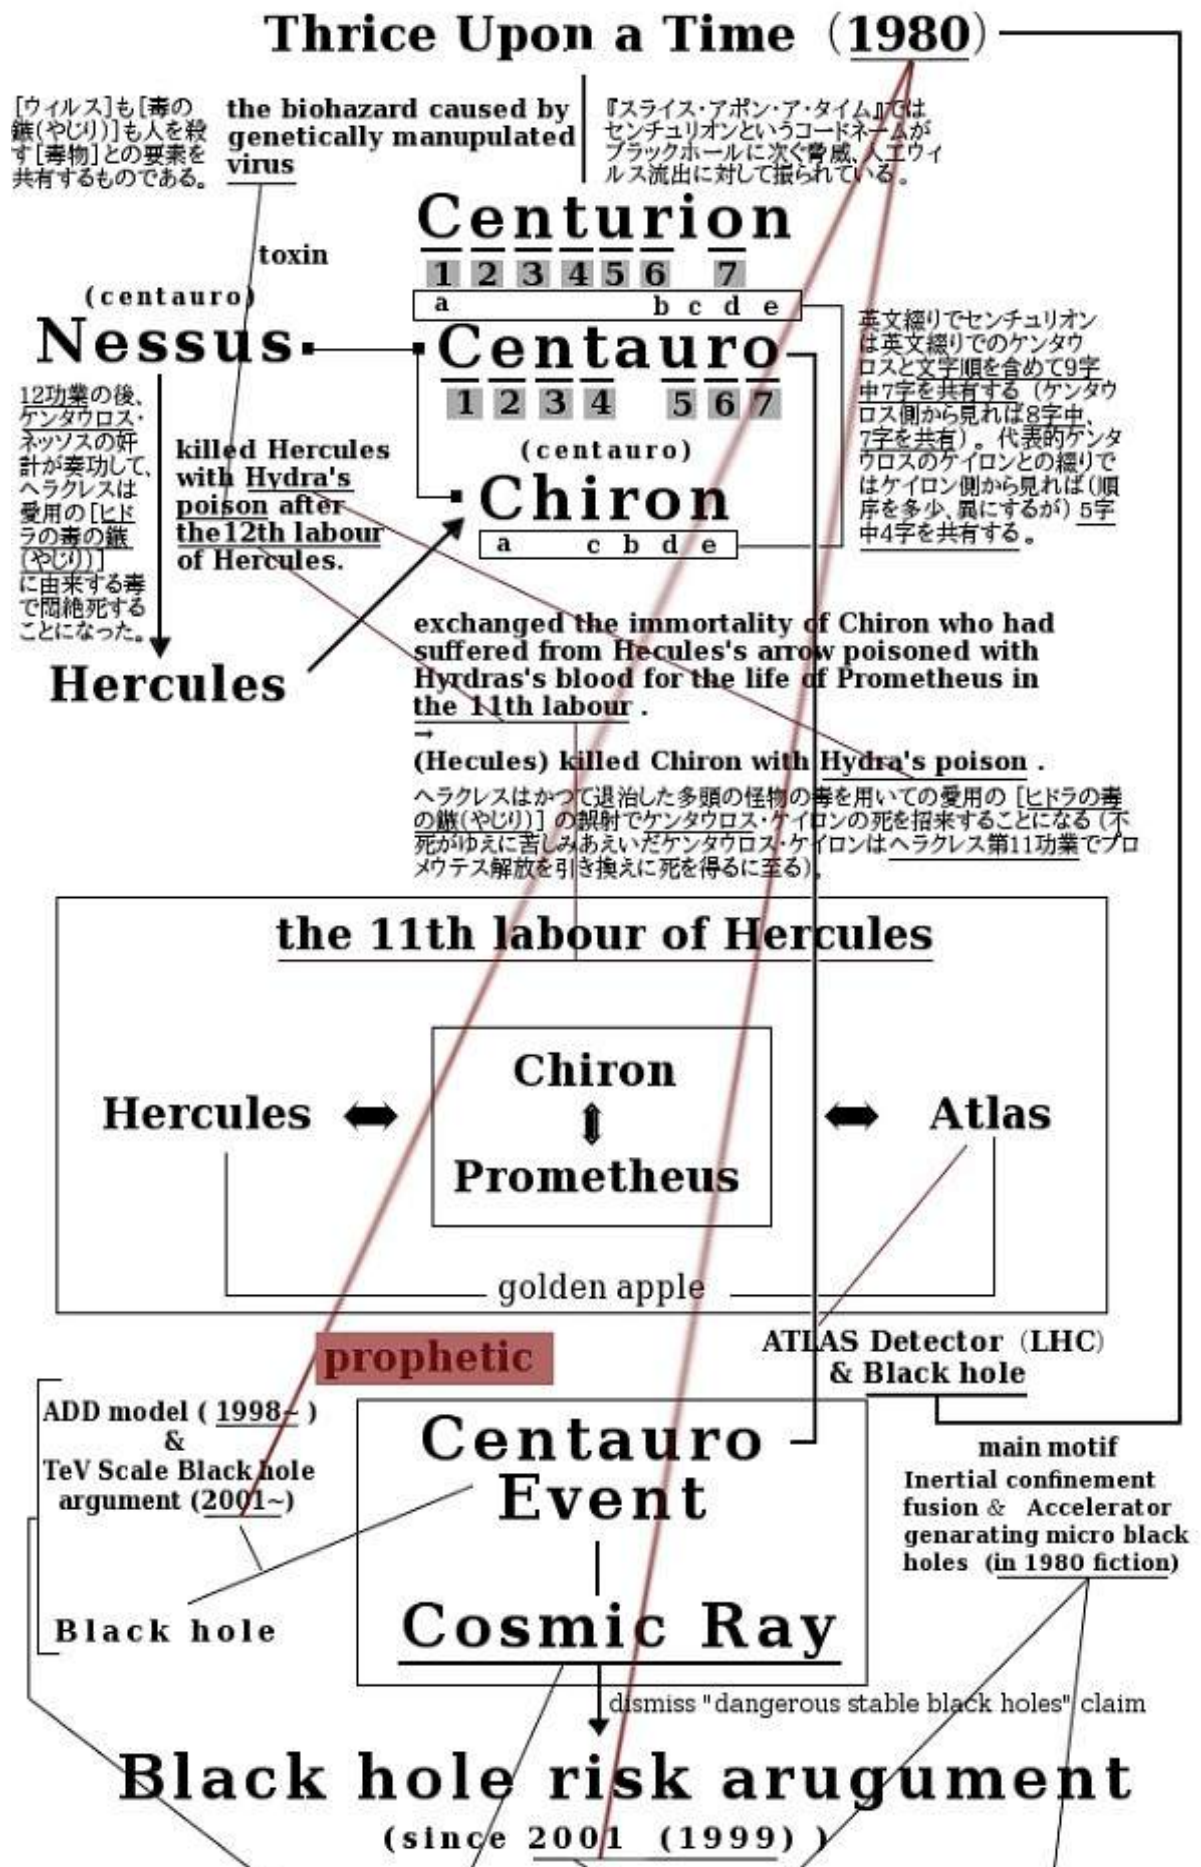 Thrice Upon a Time (1980)
[ウィルス]も[毒の
鏃(やじり)]も人を殺
す[毒物]との要素を
共有するものである。
the biohazard caused by
genetically manupulated
virus
『スライス・アポン・ア・タイム』では
センチュリオンというコードネームが
ブラックホールに次ぐ脅威、人工ウィ
ルス流出に対して振られている。
toxin
Centurion
1 2 3 4 5 6 7
a b c d e
(centauro)
Nessus
Centauro
1 2 3 4 5 6 7
英文綴りでセンチュリオン
は英文綴りでのケンタウ
ロスと文字順を含めて9字
中7字を共有する（ケンタウ
ロス側から見れば8字中、
7字を共有）。代表的ケンタ
ウロスのケイロンとの綴りで
はケイロン側から見れば(順
序を多少、異にするが)5字
中4字を共有する。
12功業の後、
ケンタウロス・
ネッソスの奸
計が奏功して、
ヘラクレスは
愛用の[ヒド
ラの毒の鏃
(やじり)]
に由来する毒
で悶絶死する
ことになった。
killed Hercules
with Hydra's
poison after
the12th labour
of Hercules.
(centauro)
Chiron
a c b d e
Hercules
exchanged the immortality of Chiron who had
suffered from Hecules's arrow poisoned with
Hyrdras's blood for the life of Prometheus in
the 11th labour .
→
(Hecules) killed Chiron with Hydra's poison .
ヘラクレスはかつて退治した多頭の怪物の毒を用いての愛用の [ヒドラの毒
の鏃(やじり)] の誤射でケンタウロス・ケイロンの死を招来することになる（不
死がゆえに苦しみあえいだケンタウロス・ケイロンはヘラクレス第11功業でプロ
メウテス解放を引き換えに死を得るに至る)。
the 11th labour of Hercules
Chiron
Hercules
Atlas
Prometheus
golden apple
prophetic
ATLAS Detector (LHC)
& Black hole
ADD model ( 1998~ )
&
TeV Scale Black hole
argument (2001~)
Black hole
Centauro
Event
Cosmic Ray
main motif
Inertial confinement
fusion & Accelerator
genarating micro black
holes (in 1980 fiction)
dismiss "dangerous stable black holes" claim
Black hole risk arugument
(since 2001 (1999) )